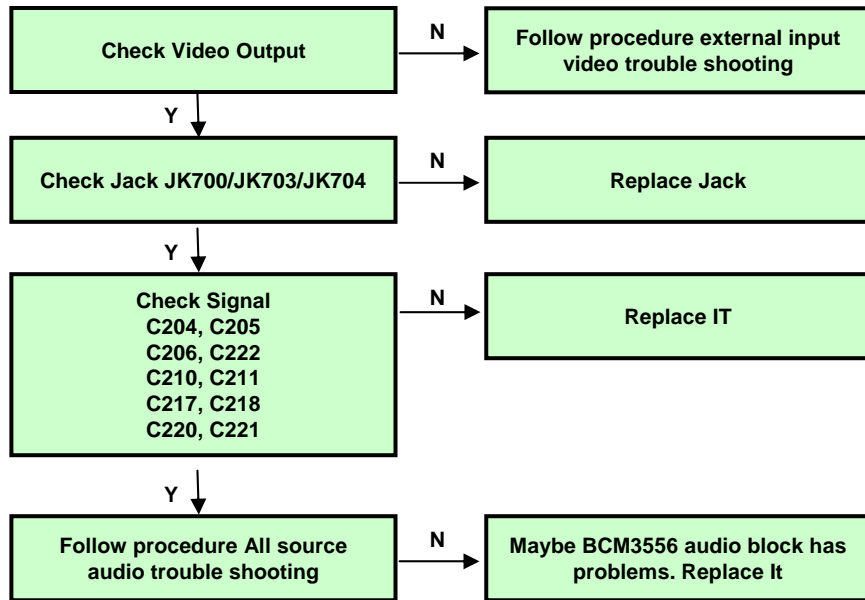 Check Video Output
N
Follow procedure external input
video trouble shooting
Y
Check Jack JK700/JK703/JK704
N
Replace Jack
Y
Check Signal
C204, C205
C206, C222
C210, C211
C217, C218
C220, C221
N
Replace IT
Y
Follow procedure All source
audio trouble shooting
N
Maybe BCM3556 audio block has
problems. Replace It